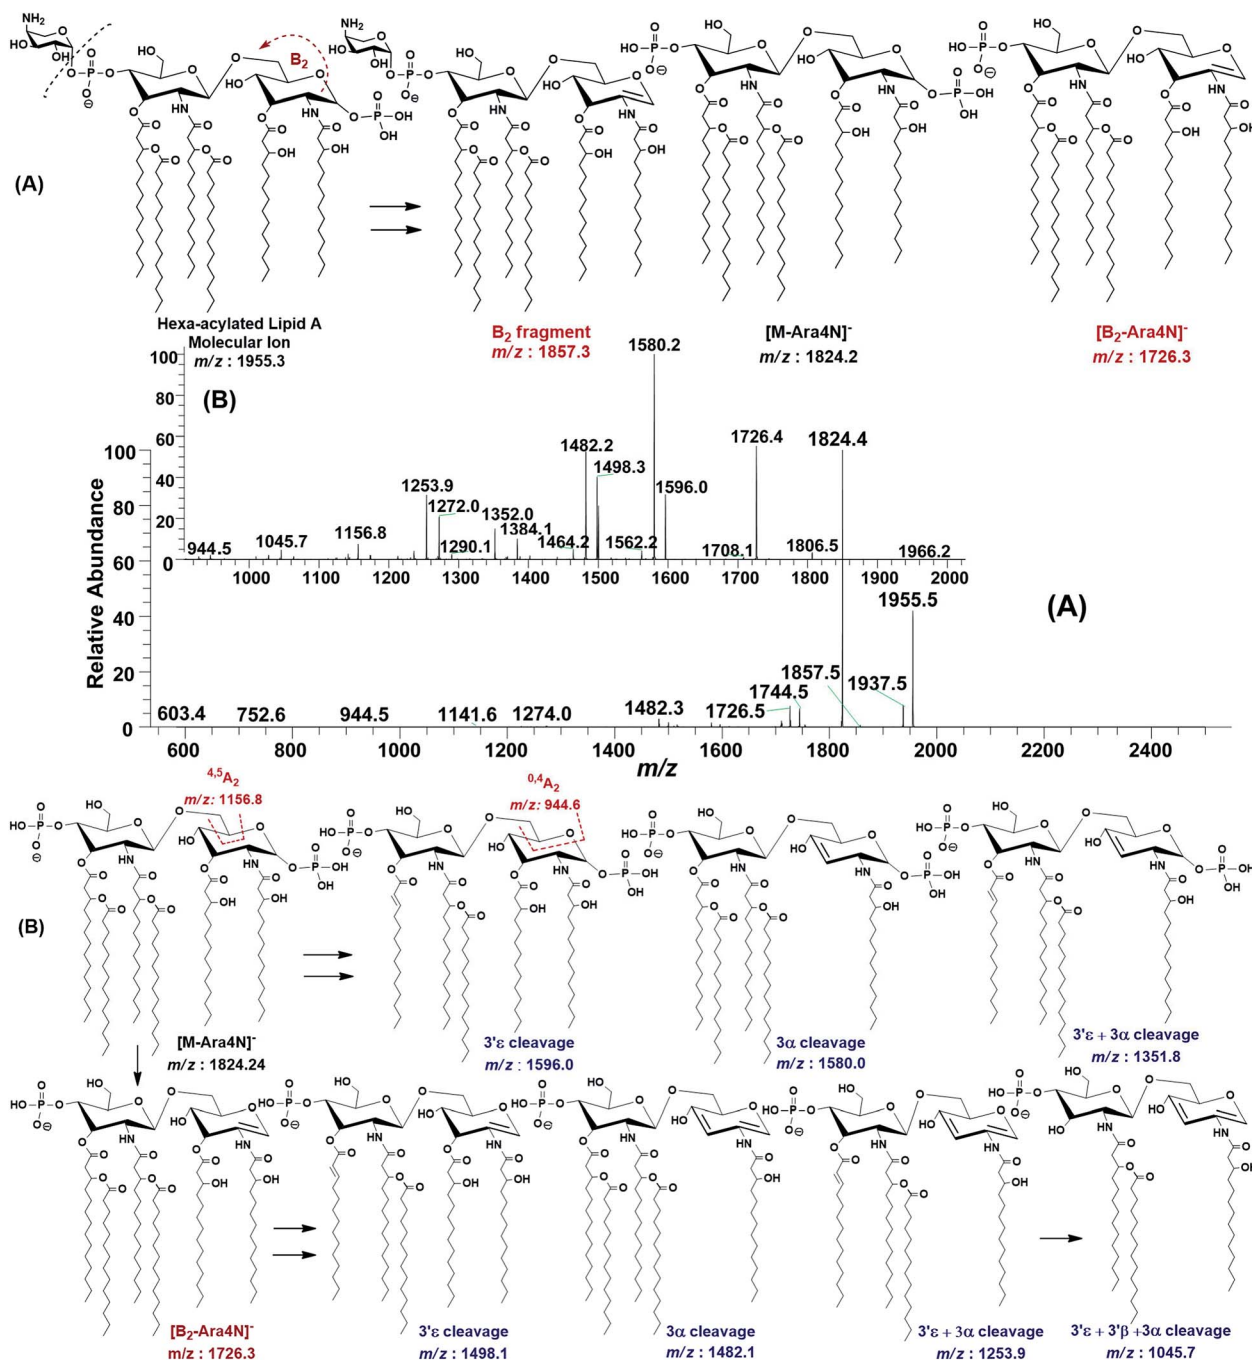 (A)
B₂
Hexa-acylated Lipid A
Molecular Ion
m/z : 1955.3
B₂ fragment
m/z : 1857.3
[M-Ara4N]⁻
m/z : 1824.2
[B₂-Ara4N]⁻
m/z : 1726.3
(B)
100
80
60
40
20
0
944.5
1045.7
1156.8
1253.9
1272.0
1290.1
1352.0
1384.1
1464.2
1482.2
1498.3
1562.2
1580.2
1596.0
1708.1
1726.4
1806.5
1966.2
1000 1100 1200 1300 1400 1500 1600 1700 1800 1900 2000
(A)
Relative Abundance
100
80
60
40
20
0
603.4
752.6
944.5
1141.6
1274.0
1482.3
1726.5
1744.5
1857.5
1824.4
1937.5
1955.5
600 800 1000 1200 1400 1600 1800 2000 2200 2400
m/z
⁴,⁵A₂
m/z: 1156.8
⁰,⁴A₂
m/z: 944.6
(B)
[M-Ara4N]⁻
m/z : 1824.24
3'ε cleavage
m/z : 1596.0
3α cleavage
m/z : 1580.0
3'ε + 3α cleavage
m/z : 1351.8
[B₂-Ara4N]⁻
m/z : 1726.3
3'ε cleavage
m/z : 1498.1
3α cleavage
m/z : 1482.1
3'ε + 3α cleavage
m/z : 1253.9
3'ε + 3'β +3α cleavage
m/z : 1045.7